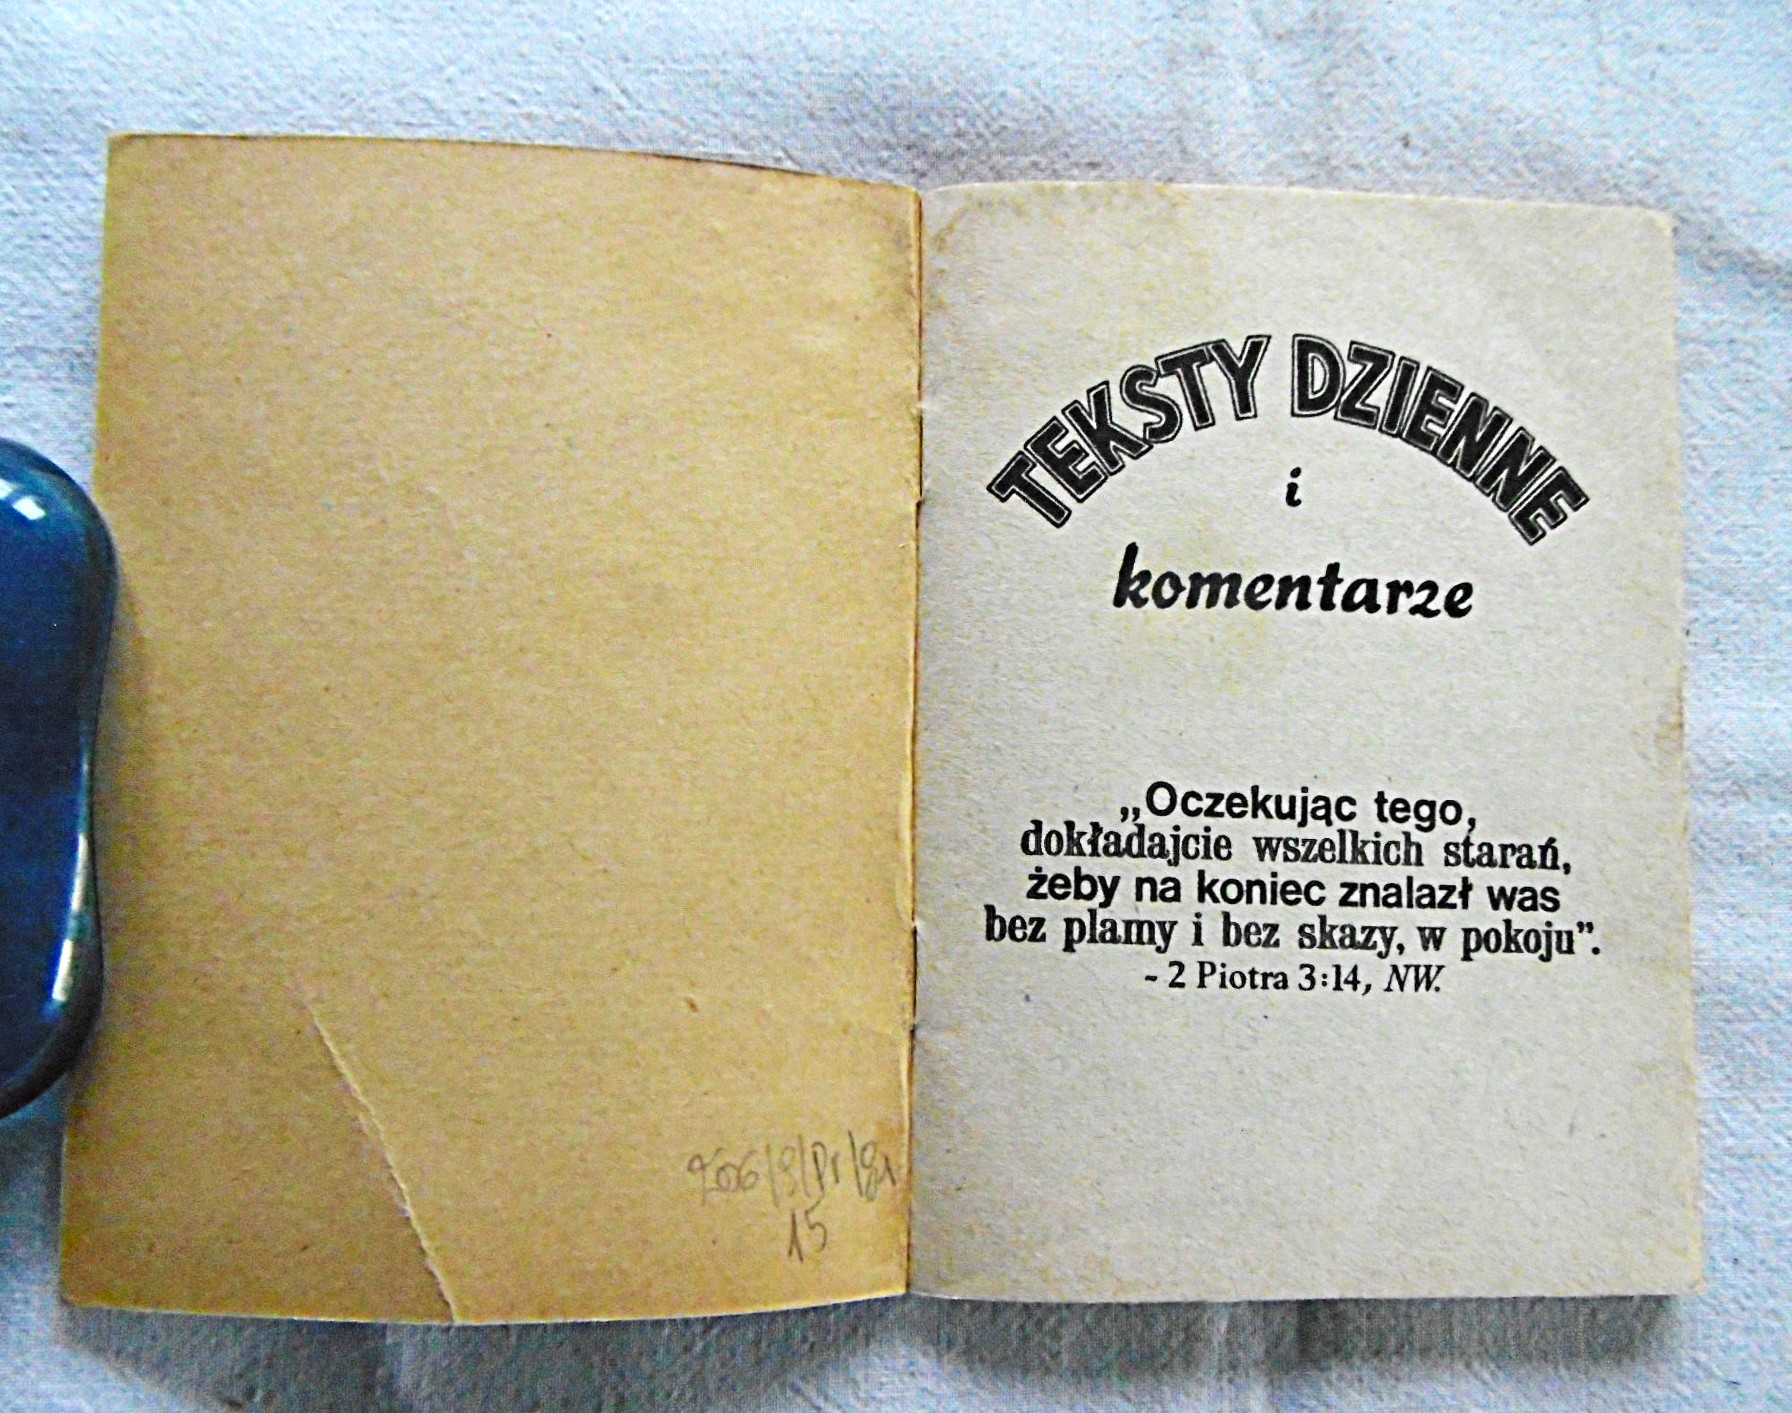 15
TEKSTY DZIENNE
i
komentarze
„Oczekując tego,
dokładajcie wszelkich starań,
żeby na koniec znalazł was
bez plamy i bez skazy, w pokoju”.
- 2 Piotra 3:14, NW.